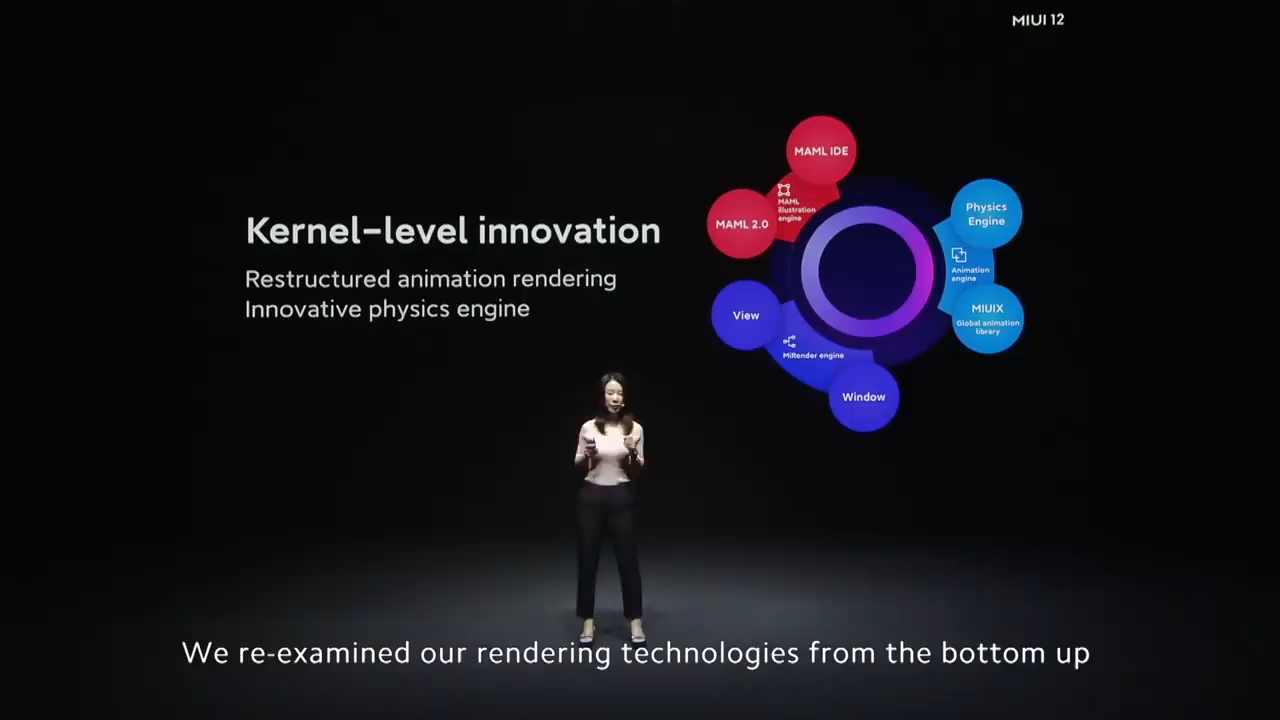 MIUI 12
Kernel-level innovation
Restructured animation rendering
Innovative physics engine
MAML IDE
MAML
illustration
engine
MAML 2.0
Physics
Engine
Animation
engine
MIUIX
Global animation
library
View
MiRender engine
Window
We re-examined our rendering technologies from the bottom up